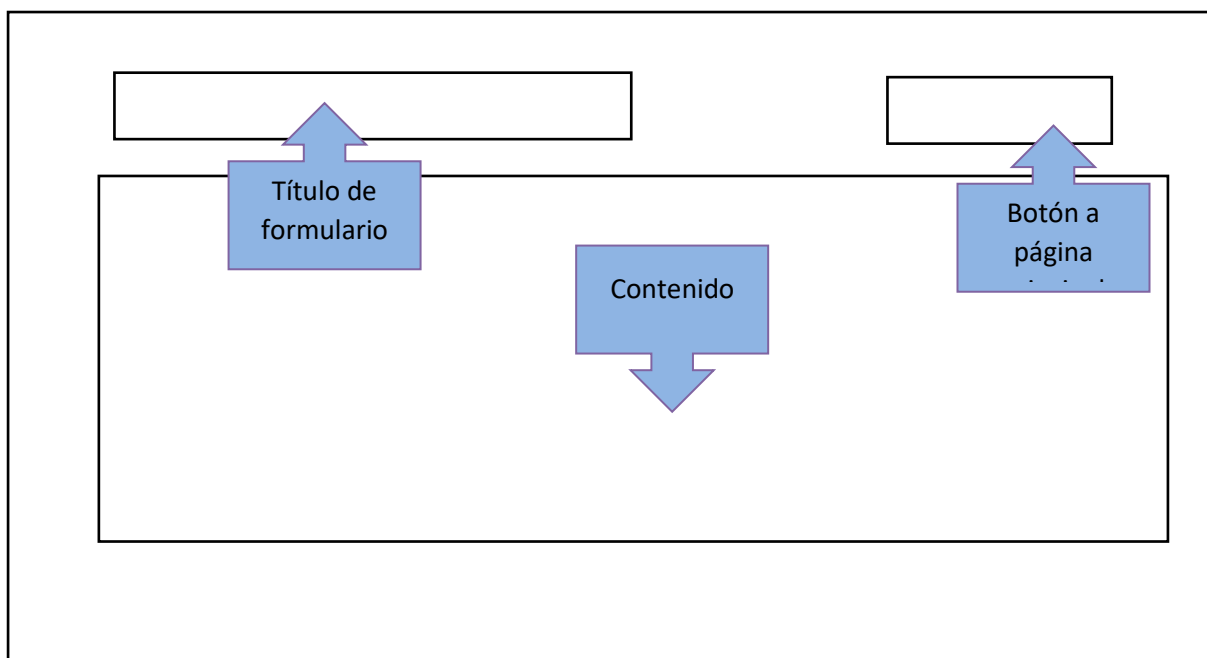 Título de
formulario
Contenido
Botón a
página